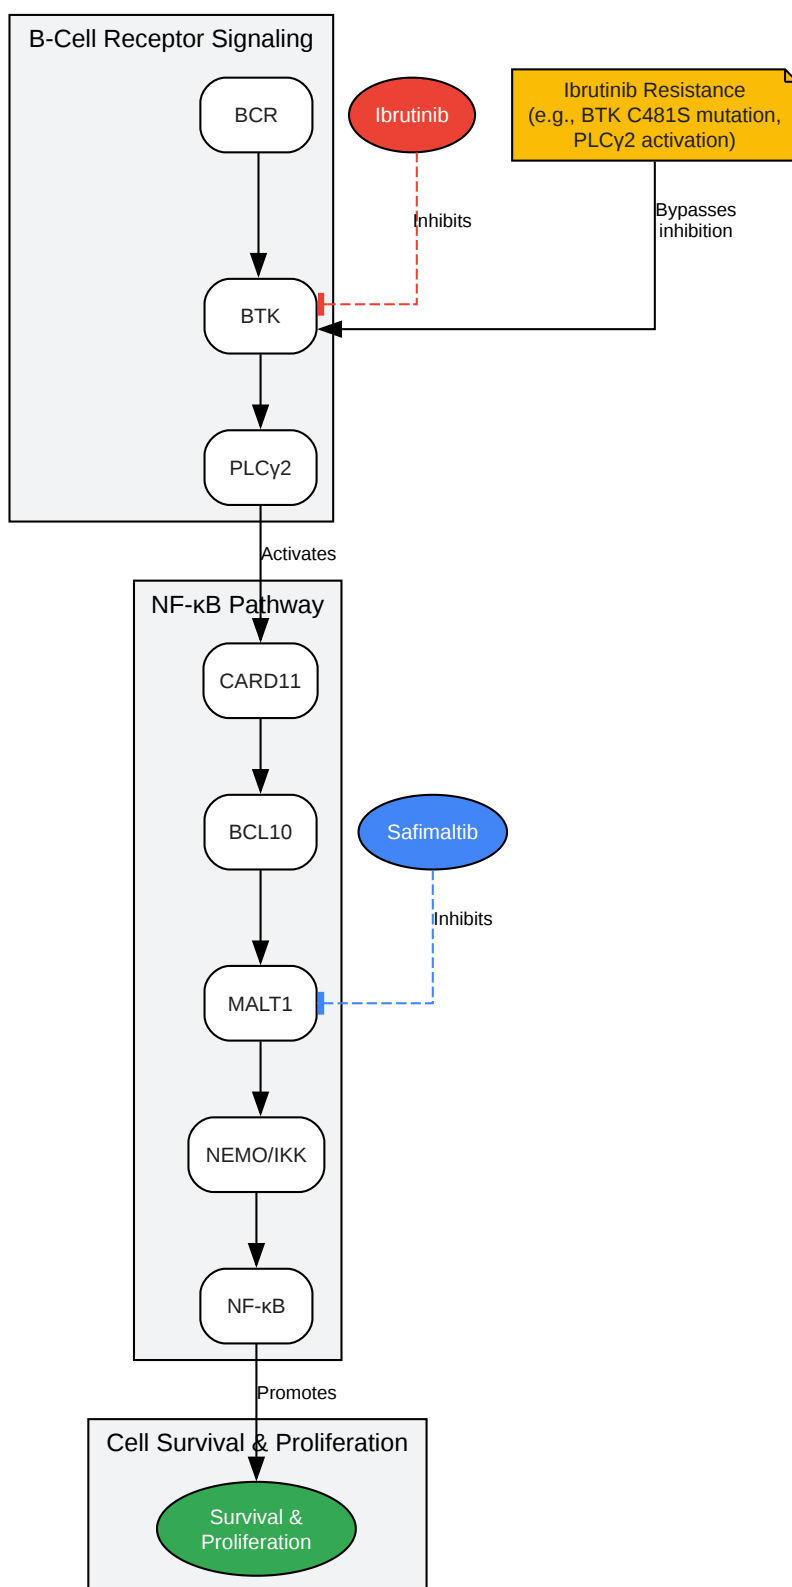 B-Cell Receptor Signaling
BCR
Ibrutinib
Ibrutinib Resistance
(e.g., BTK C481S mutation,
PLCγ2 activation)
Inhibits
Bypasses
inhibition
BTK
PLCγ2
Activates
NF-κB Pathway
CARD11
BCL10
Safimaltib
Inhibits
MALT1
NEMO/IKK
NF-κB
Promotes
Cell Survival & Proliferation
Survival &
Proliferation